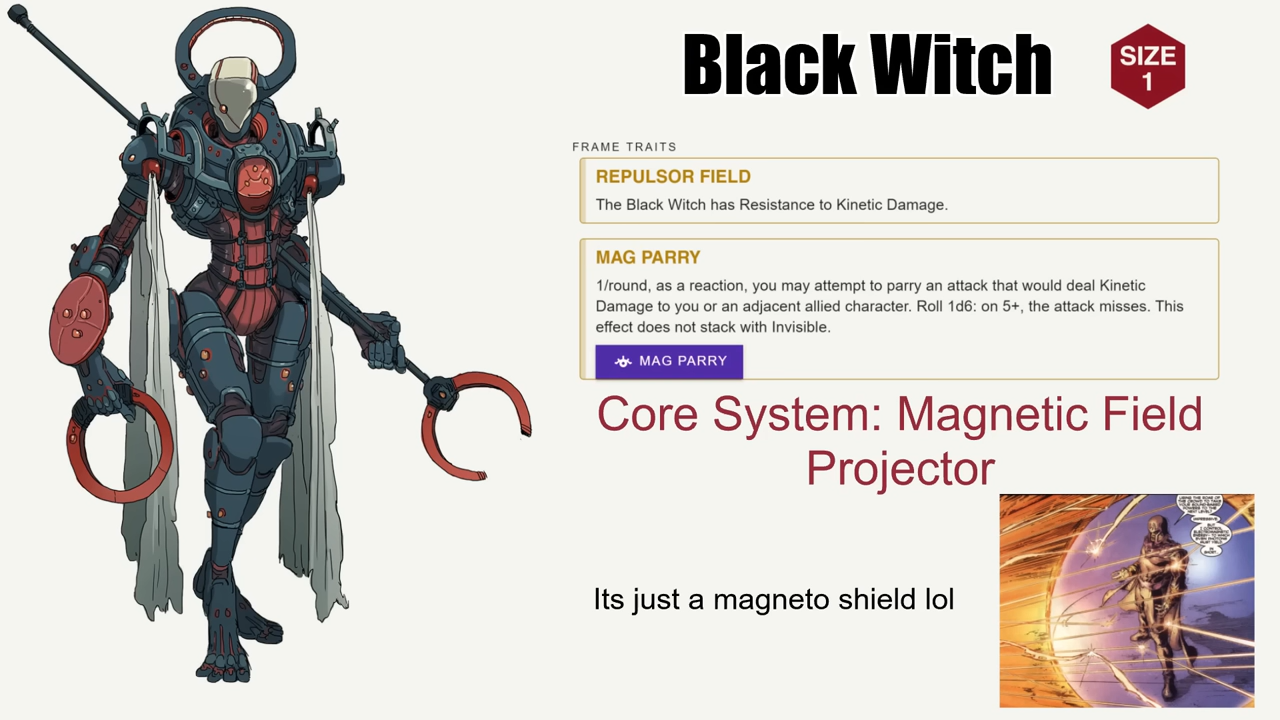 Black Witch
SIZE
1
FRAME TRAITS
REPULSOR FIELD
The Black Witch has Resistance to Kinetic Damage.
MAG PARRY
1/round, as a reaction, you may attempt to parry an attack that would deal Kinetic
Damage to you or an adjacent allied character. Roll 1d6: on 5+, the attack misses. This
effect does not stack with Invisible.
MAG PARRY
Core System: Magnetic Field
Projector
Its just a magneto shield lol